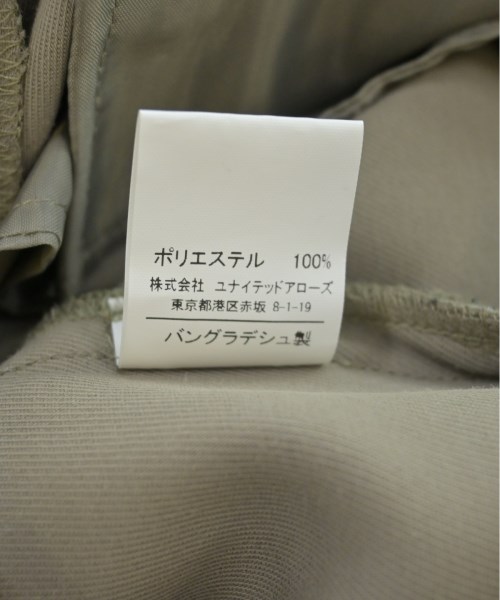 ポリエステル 100%
株式会社 ユナイテッドアローズ
東京都港区赤坂 8-1-19
バングラデシュ製